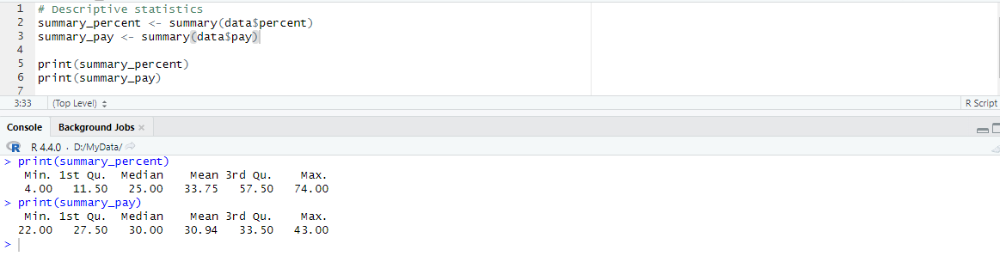 1 # Descriptive statistics
2 summary_percent <- summary(data$percent)
3 summary_pay <- summary(data$pay)
4
5 print(summary_percent)
6 print(summary_pay)
7
3:33 (Top Level) R Script
Console Background Jobs
R R 4.4.0 · D:/MyData/
> print(summary_percent)
   Min. 1st Qu.  Median    Mean 3rd Qu.    Max.
   4.00   11.50   25.00   33.75   57.50   74.00
> print(summary_pay)
   Min. 1st Qu.  Median    Mean 3rd Qu.    Max.
  22.00   27.50   30.00   30.94   33.50   43.00
>